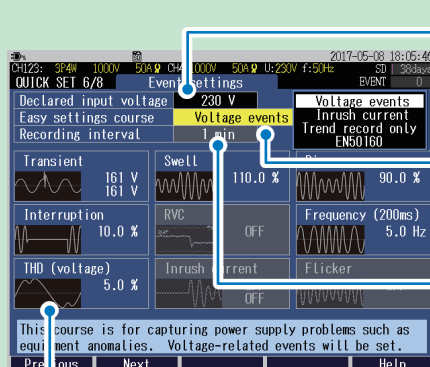 2017-05-08 18:05:46
CH123: 3P4W 1000V 50A CH4 1000V 50A U:230V f:50Hz SD 38days
QUICK SET 6/8 Event settings EVENT 0
Declared input voltage 230 V
Easy settings course Voltage events
Recording interval 1 min
Voltage events
Inrush current
Trend record only
EN50160
Transient 161 V
161 V
Swell 110.0 %
90.0 %
Interruption 10.0 %
RVC OFF
Frequency (200ms) 5.0 Hz
THD (voltage) 5.0 %
Inrush current OFF
Flicker
This course is for capturing power supply problems such as
equipment anomalies. Voltage-related events will be set.
Previous Next Help